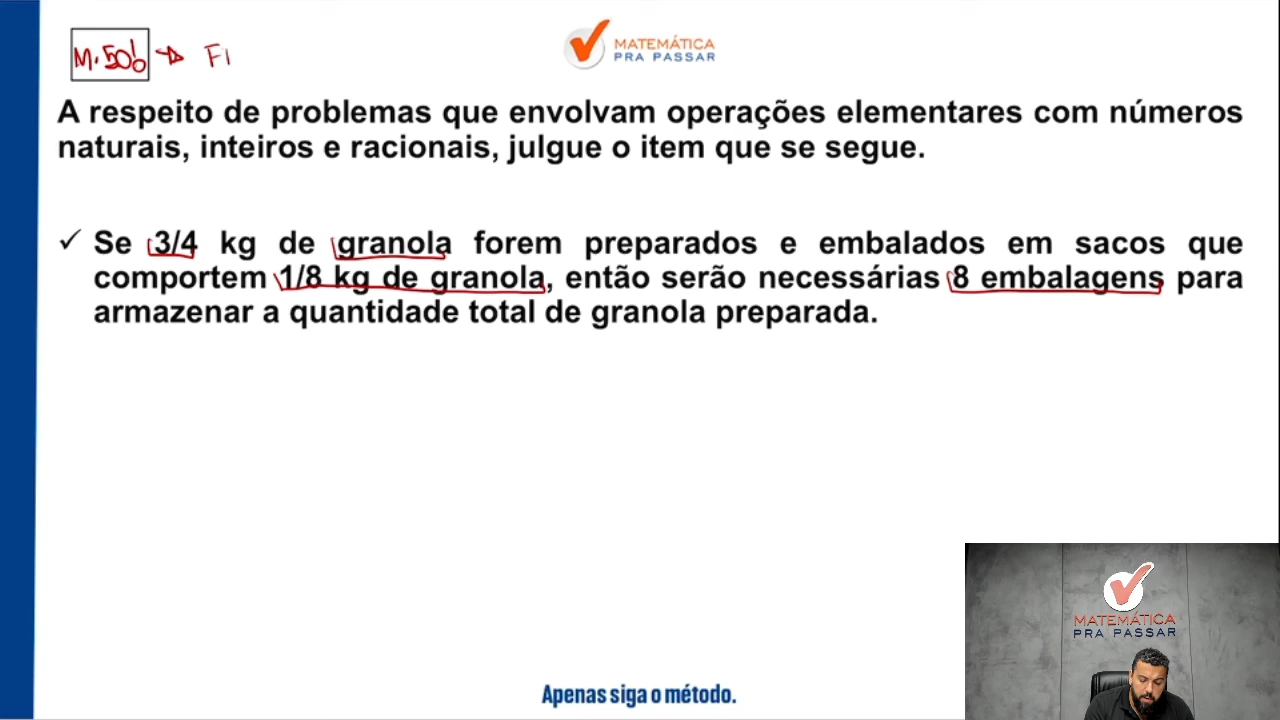 M.50% → FI
MATEMÁTICA
PRA PASSAR
A respeito de problemas que envolvam operações elementares com números
naturais, inteiros e racionais, julgue o item que se segue.
✓ Se 3/4 kg de granola forem preparados e embalados em sacos que
comportem 1/8 kg de granola, então serão necessárias 8 embalagens para
armazenar a quantidade total de granola preparada.
MATEMÁTICA
PRA PASSAR
Apenas siga o método.